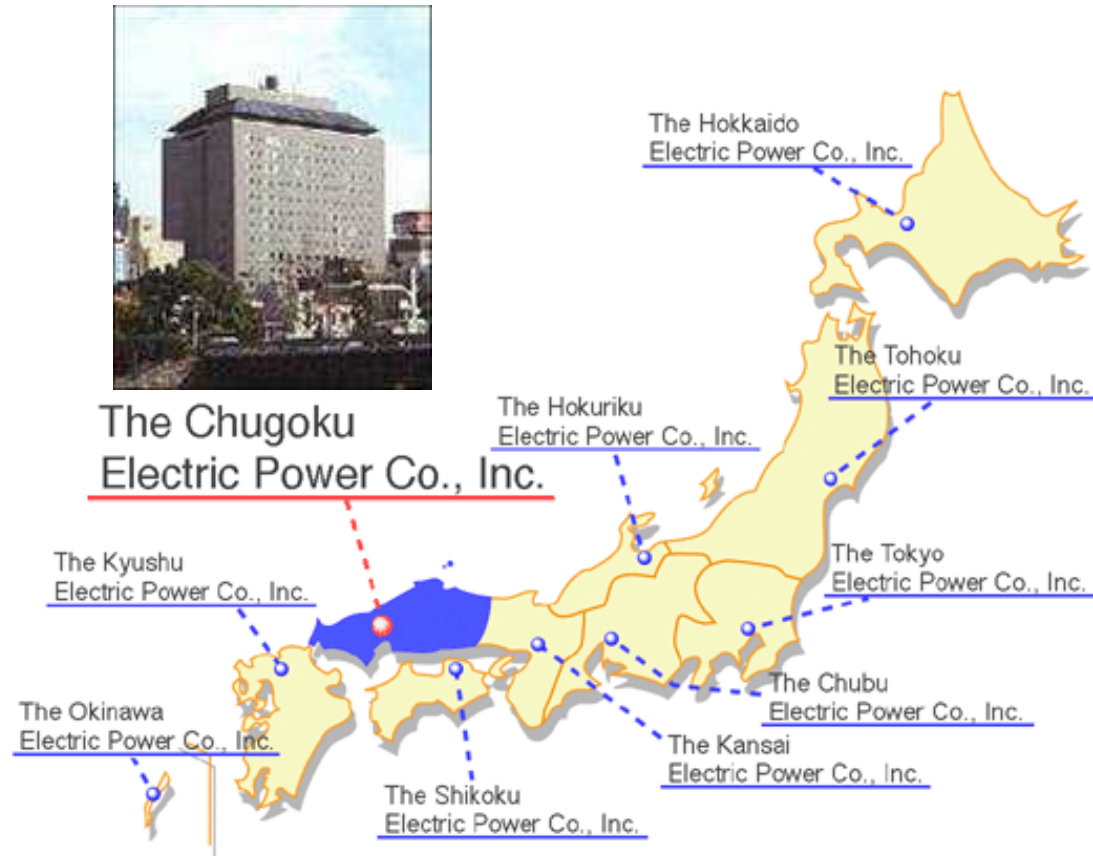 The Hokkaido
Electric Power Co., Inc.
The Tohoku
Electric Power Co., Inc.
The Hokuriku
Electric Power Co., Inc.
The Chugoku
Electric Power Co., Inc.
The Kyushu
Electric Power Co., Inc.
The Tokyo
Electric Power Co., Inc.
The Chubu
Electric Power Co., Inc.
The Okinawa
Electric Power Co., Inc.
The Kansai
Electric Power Co., Inc.
The Shikoku
Electric Power Co., Inc.